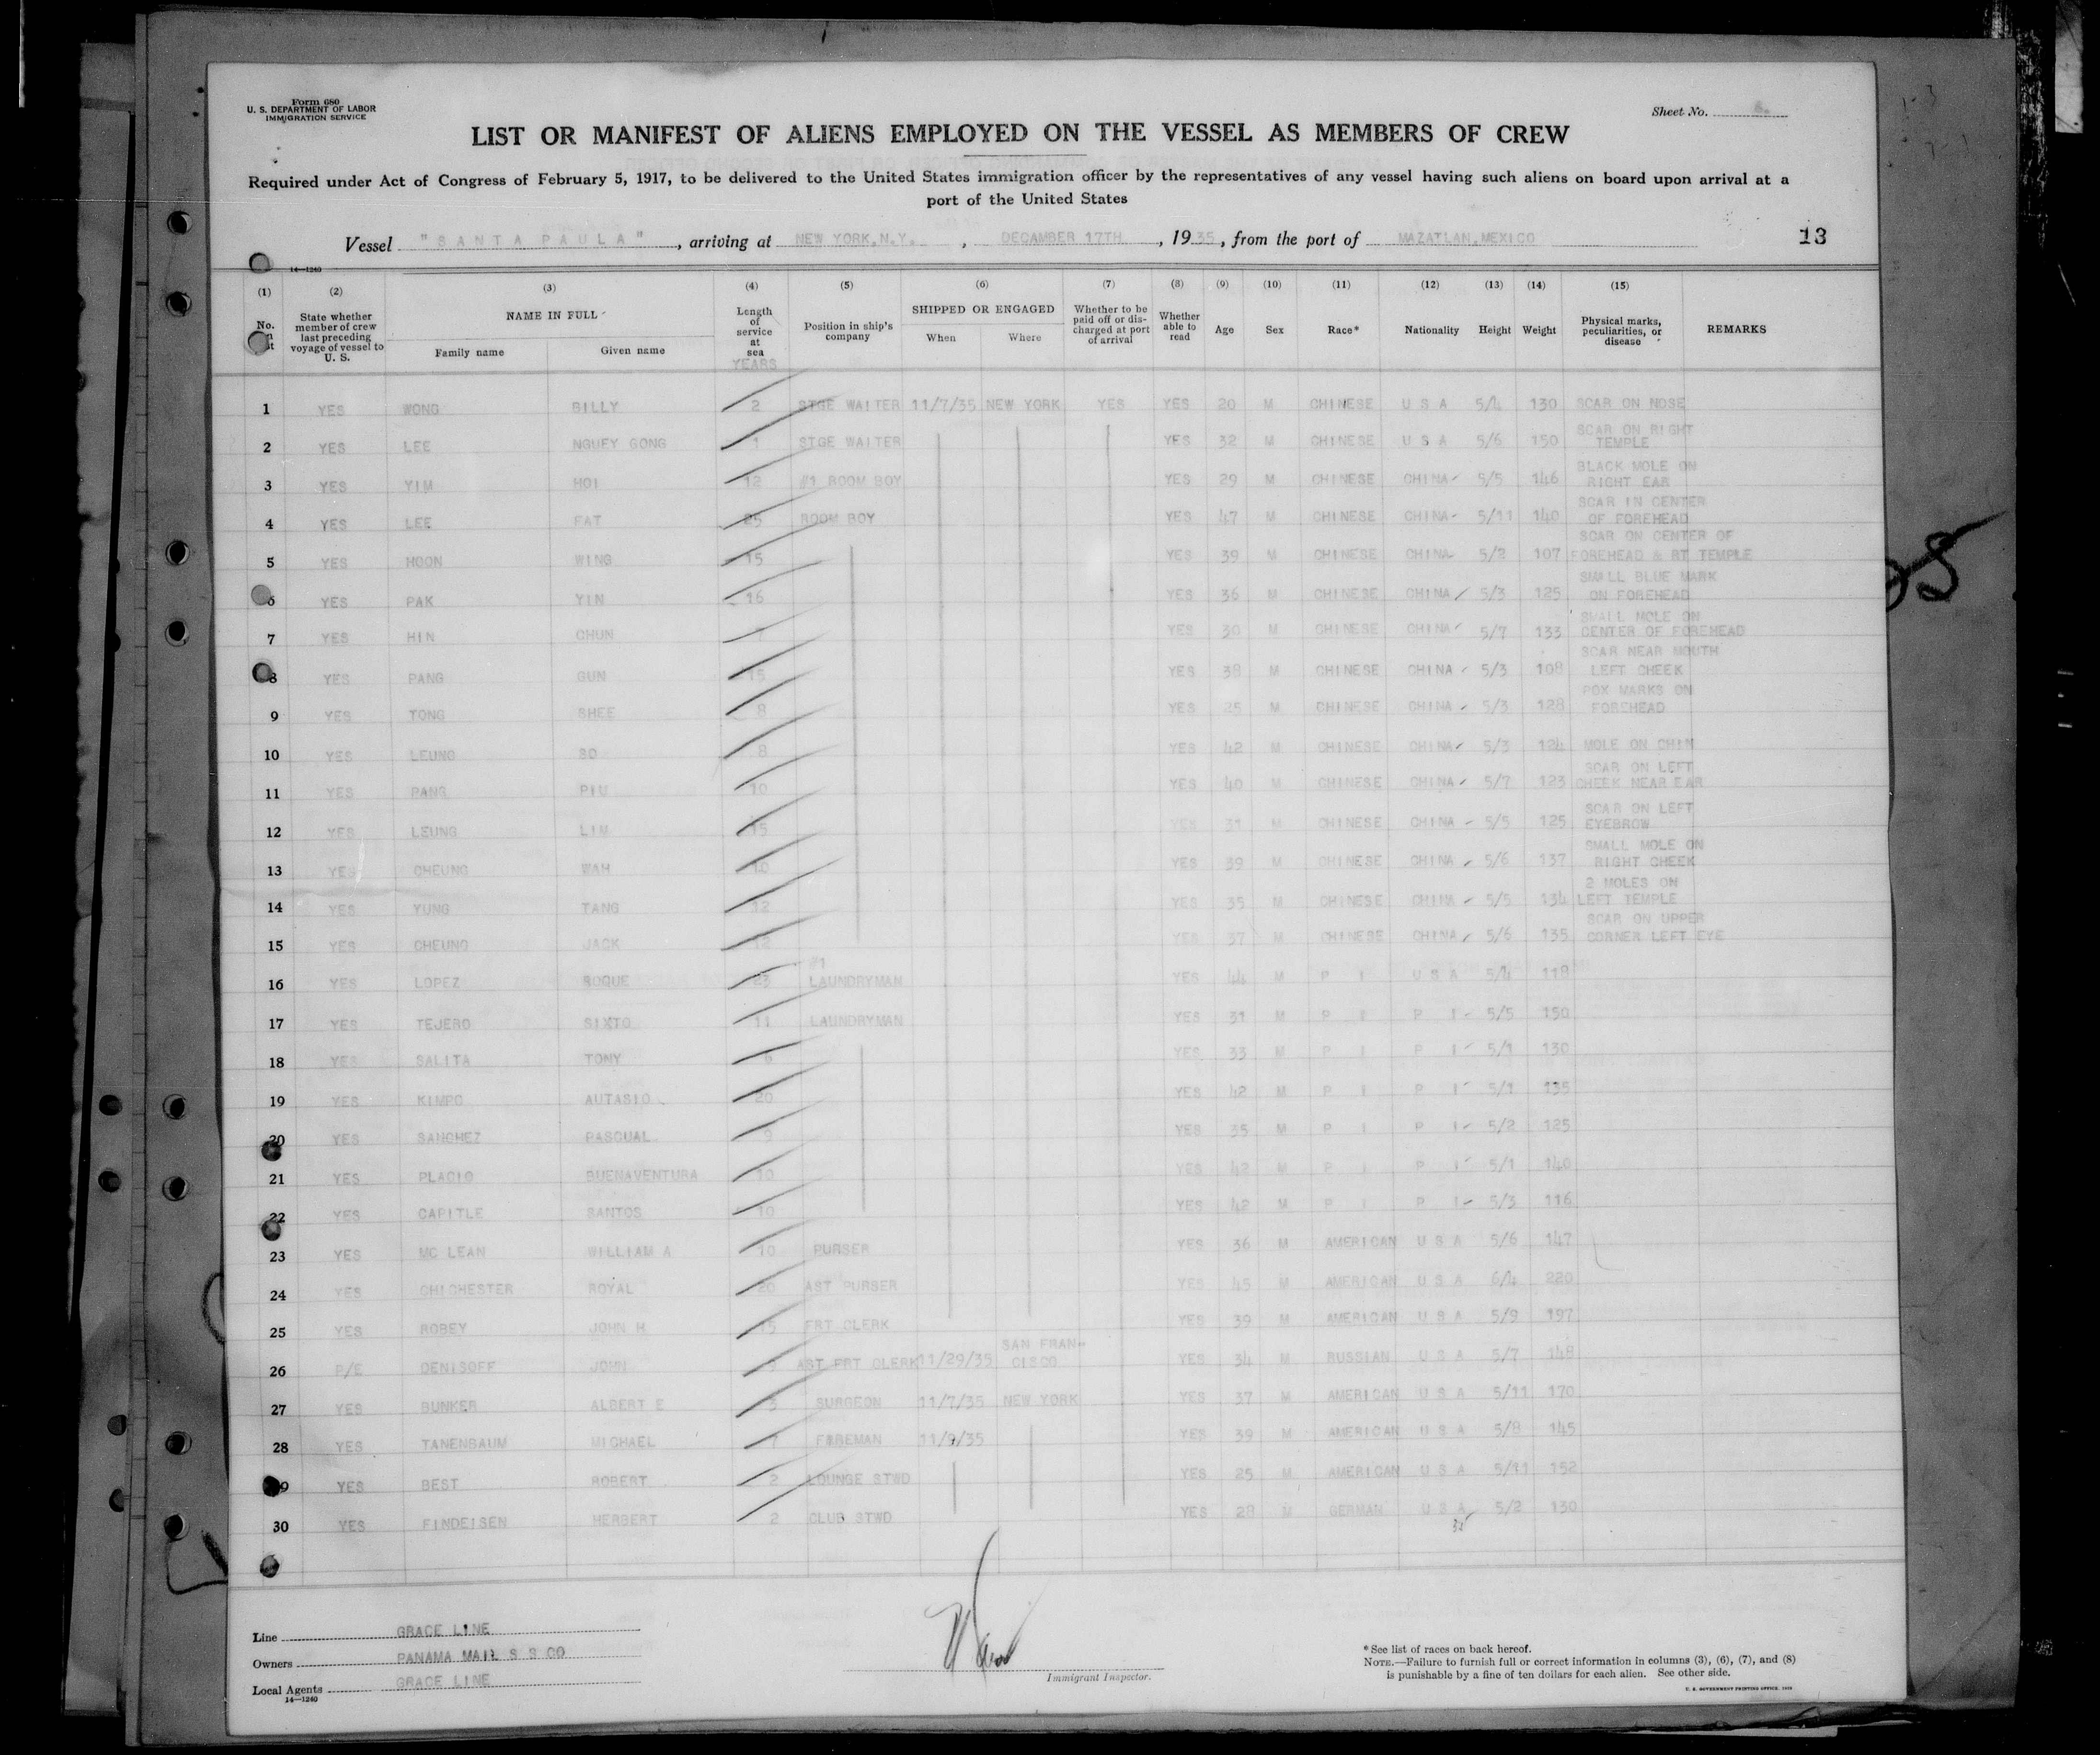 Form 680
U. S. DEPARTMENT OF LABOR
IMMIGRATION SERVICE
Sheet No.
LIST OR MANIFEST OF ALIENS EMPLOYED ON THE VESSEL AS MEMBERS OF CREW
Required under Act of Congress of February 5, 1917, to be delivered to the United States immigration officer by the representatives of any vessel having such aliens on board upon arrival at a
port of the United States
Vessel "SANTA PAULA", arriving at NEW YORK,N.Y., DECAMBER 17TH, 1935, from the port of MAZATLAN,MEXICO 13
14—1240
(1) (2) (3) (4) (5) (6) (7) (8) (9) (10) (11) (12) (13) (14) (15)
No. State whether member of crew last preceding voyage of vessel to U. S. NAME IN FULL Family name Given name Length of service at sea YEARS Position in ship's company SHIPPED OR ENGAGED When Where Whether to be paid off or discharged at port of arrival Whether able to read Age Sex Race* Nationality Height Weight Physical marks, peculiarities, or disease REMARKS
1 YES WONG BILLY 2 STGE WAITER 11/7/35 NEW YORK YES YES 20 M CHINESE U S A 5/4 130 SCAR ON NOSE
2 YES LEE NGUEY GONG 1 STGE WAITER YES 32 M CHINESE U S A 5/6 150 SCAR ON RIGHT TEMPLE
3 YES YIM HOI 12 #1 ROOM BOY YES 29 M CHINESE CHINA 5/5 146 BLACK MOLE ON RIGHT EAR
4 YES LEE FAT 25 ROOM BOY YES 47 M CHINESE CHINA 5/11 140 SCAR IN CENTER OF FOREHEAD
5 YES HOON WING 15 YES 39 M CHINESE CHINA 5/2 107 SCAR ON CENTER OF FOREHEAD & RT TEMPLE
6 YES PAK YIN 16 YES 36 M CHINESE CHINA 5/3 125 SMALL BLUE MARK ON FOREHEAD
7 YES HIN CHUN 7 YES 30 M CHINESE CHINA 5/7 133 SMALL MOLE ON CENTER OF FOREHEAD
8 YES PANG GUN 15 YES 38 M CHINESE CHINA 5/3 108 SCAR NEAR MOUTH LEFT CHEEK
9 YES TONG SHEE 8 YES 25 M CHINESE CHINA 5/3 128 POX MARKS ON FOREHEAD
10 YES LEUNG SO 8 YES 42 M CHINESE CHINA 5/3 124 MOLE ON CHIN
11 YES PANG PIU 10 YES 40 M CHINESE CHINA 5/7 123 SCAR ON LEFT CHEEK NEAR EAR
12 YES LEUNG LIM 15 YES 31 M CHINESE CHINA 5/5 125 SCAR ON LEFT EYEBROW
13 YES CHEUNG WAH YES 39 M CHINESE CHINA 5/6 137 SMALL MOLE ON RIGHT CHEEK
14 YES YUNG TANG 12 YES 35 M CHINESE CHINA 5/5 134 2 MOLES ON LEFT TEMPLE
15 YES CHEUNG JACK 12 YES 37 M CHINESE CHINA 5/6 135 SCAR ON UPPER CORNER LEFT EYE
16 YES LOPEZ ROQUE 23 #1 LAUNDRYMAN YES 44 M P I U S A 5/4 118
17 YES TEJERO SIXTO 11 LAUNDRYMAN YES 31 M P I P I 5/5 150
18 YES SALITA TONY 6 YES 33 M P I P I 5/1 130
19 YES KIMPO AUTASIO 20 YES 42 M P I P I 5/1 135
20 YES SANCHEZ PASCUAL 9 YES 35 M P I P I 5/2 125
21 YES PLACIO BUENAVENTURA 10 YES 42 M P I P I 5/1 140
22 YES CAPITLE SANTOS 10 YES 42 M P I P I 5/3 116
23 YES MC LEAN WILLIAM A 10 PURSER YES 36 M AMERICAN U S A 5/6 147
24 YES CHICHESTER ROYAL 20 AST PURSER YES 45 M AMERICAN U S A 6/4 220
25 YES ROBEY JOHN H 15 FRT CLERK YES 39 M AMERICAN U S A 5/9 197
26 P/E DENISOFF JOHN AST FRT CLERK 11/29/35 SAN FRAN-CISCO YES 34 M RUSSIAN U S A 5/7 148
27 YES BUNKER ALBERT E 3 SURGEON 11/7/35 NEW YORK YES 37 M AMERICAN U S A 5/11 170
28 YES TANENBAUM MICHAEL 7 FOREMAN 11/9/35 YES 39 M AMERICAN U S A 5/8 145
29 YES BEST ROBERT 2 LOUNGE STWD YES 25 M AMERICAN U S A 5/11 152
30 YES FINDEISEN HERBERT 2 CLUB STWD YES 28 M GERMAN U S A 5/2 130
Line GRACE LINE
Owners PANAMA MAIL S S CO
Local Agents GRACE LINE
14—1240
Immigrant Inspector.
*See list of races on back hereof.
NOTE.—Failure to furnish full or correct information in columns (3), (6), (7), and (8)
is punishable by a fine of ten dollars for each alien. See other side.
U. S. GOVERNMENT PRINTING OFFICE